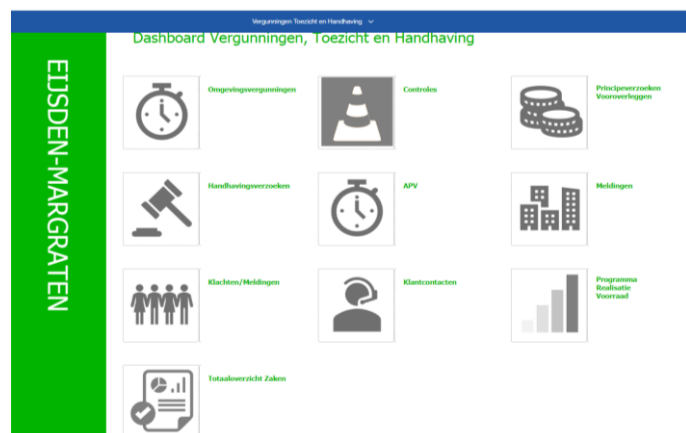 Vergunningen Toezicht en Handhaving
Dashboard Vergunningen, Toezicht en Handhaving
EIJSDEN-MARGRATEN
Omgevingsvergunningen
Controles
Principeverzoeken
Vooroverleggen
Handhavingsverzoeken
APV
Meldingen
Klachten/Meldingen
Klantcontacten
Programma
Realisatie
Voorraad
Totaaloverzicht Zaken